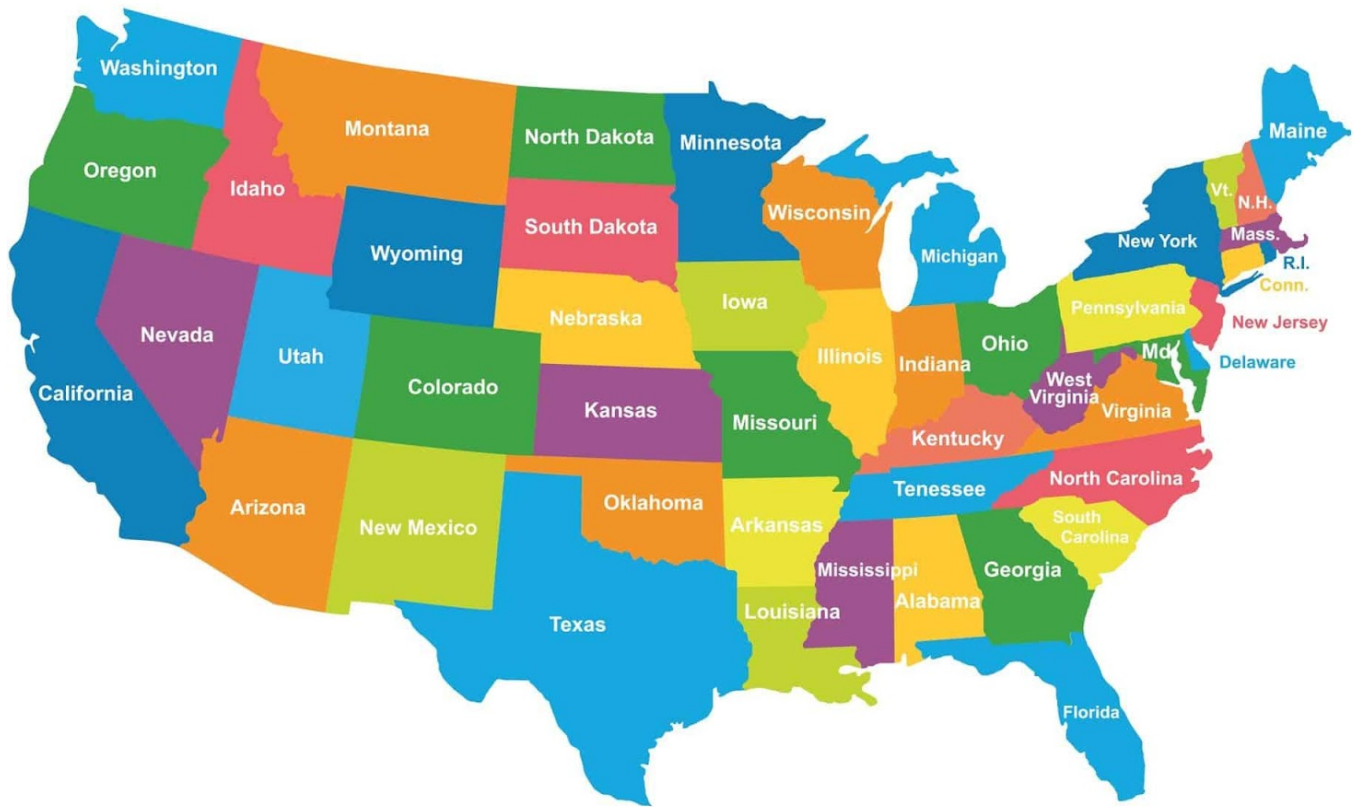 Washington
Maine
Montana
North Dakota
Minnesota
Oregon
Idaho
Vt.
N.H.
Wisconsin
South Dakota
Wyoming
Michigan
New York
Mass.
R.I.
Conn.
Iowa
Nebraska
Pennsylvania
New Jersey
Nevada
Utah
Ohio
Md
Illinois
Indiana
Delaware
California
Colorado
Kansas
Missouri
West
Virginia
Virginia
Kentucky
North Carolina
Tenessee
Arizona
New Mexico
Oklahoma
Arkansas
South
Carolina
Mississippi
Georgia
Alabama
Louisiana
Texas
Florida